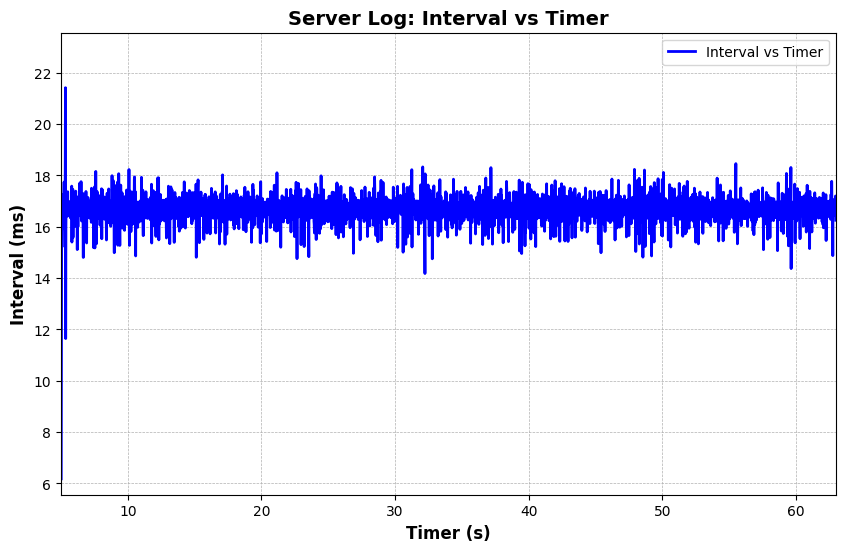 Server Log: Interval vs Timer
Interval vs Timer
22
20
18
16
14
12
10
8
6
Interval (ms)
10 20 30 40 50 60
Timer (s)